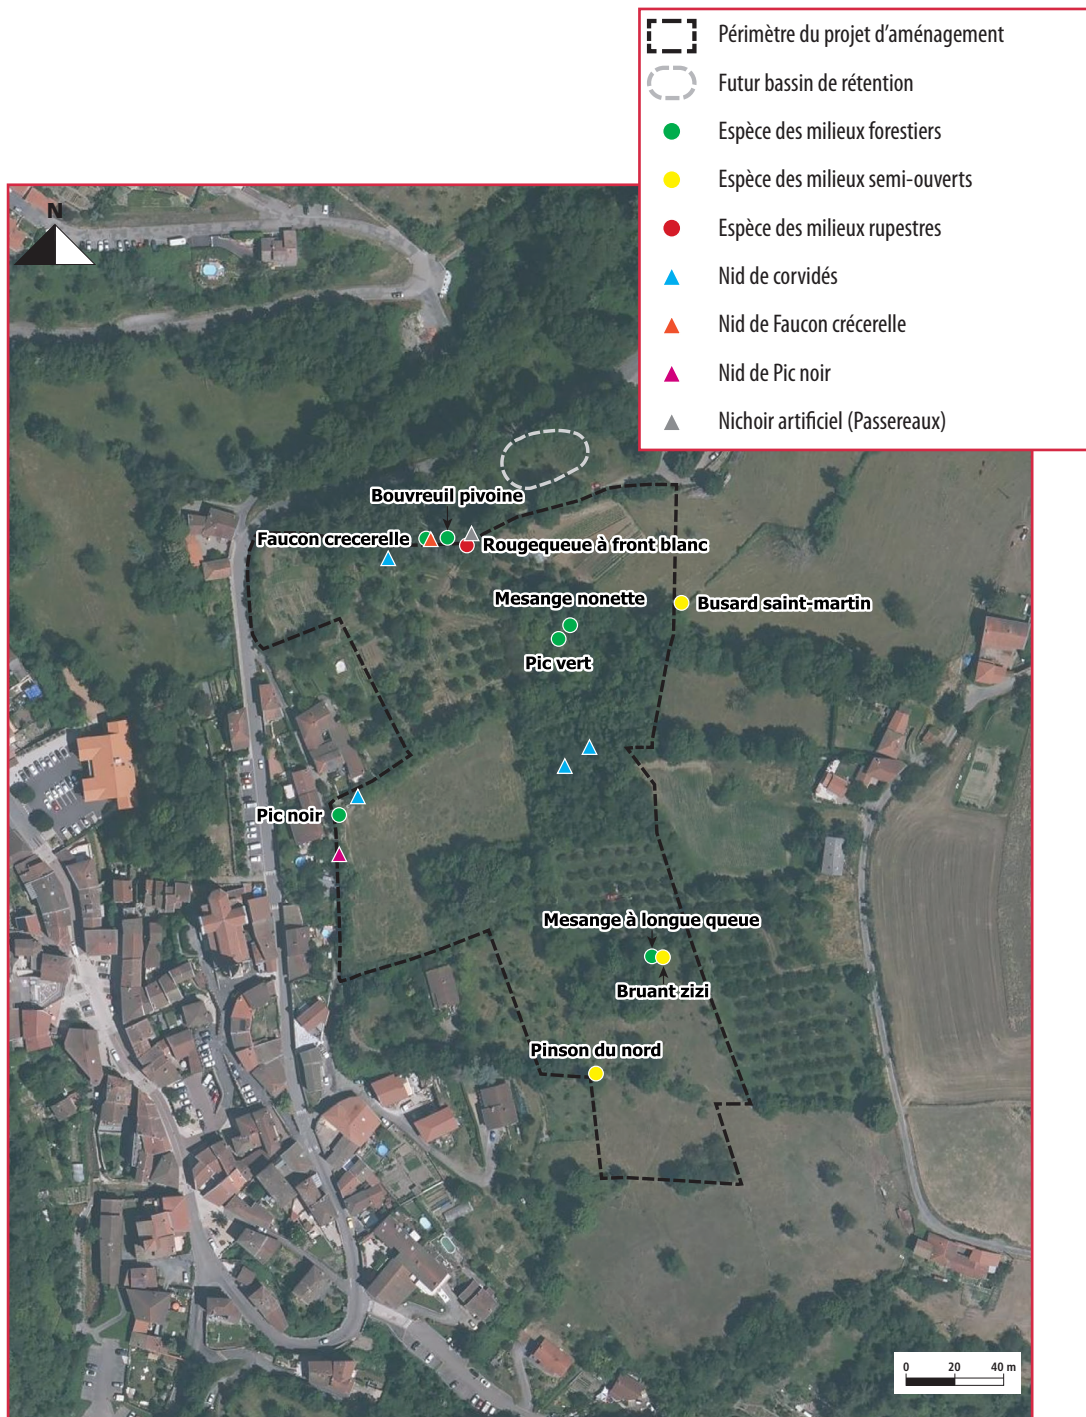 Périmètre du projet d'aménagement
Futur bassin de rétention
Espèce des milieux forestiers
Espèce des milieux semi-ouverts
Espèce des milieux rupestres
Nid de corvidés
Nid de Faucon crécerelle
Nid de Pic noir
Nichoir artificiel (Passereaux)
N
Bouvreuil pivoine
Faucon crecerelle
Rougequeue à front blanc
Mesange nonette
Busard saint-martin
Pic vert
Pic noir
Mesange à longue queue
Bruant zizi
Pinson du nord
0 20 40 m